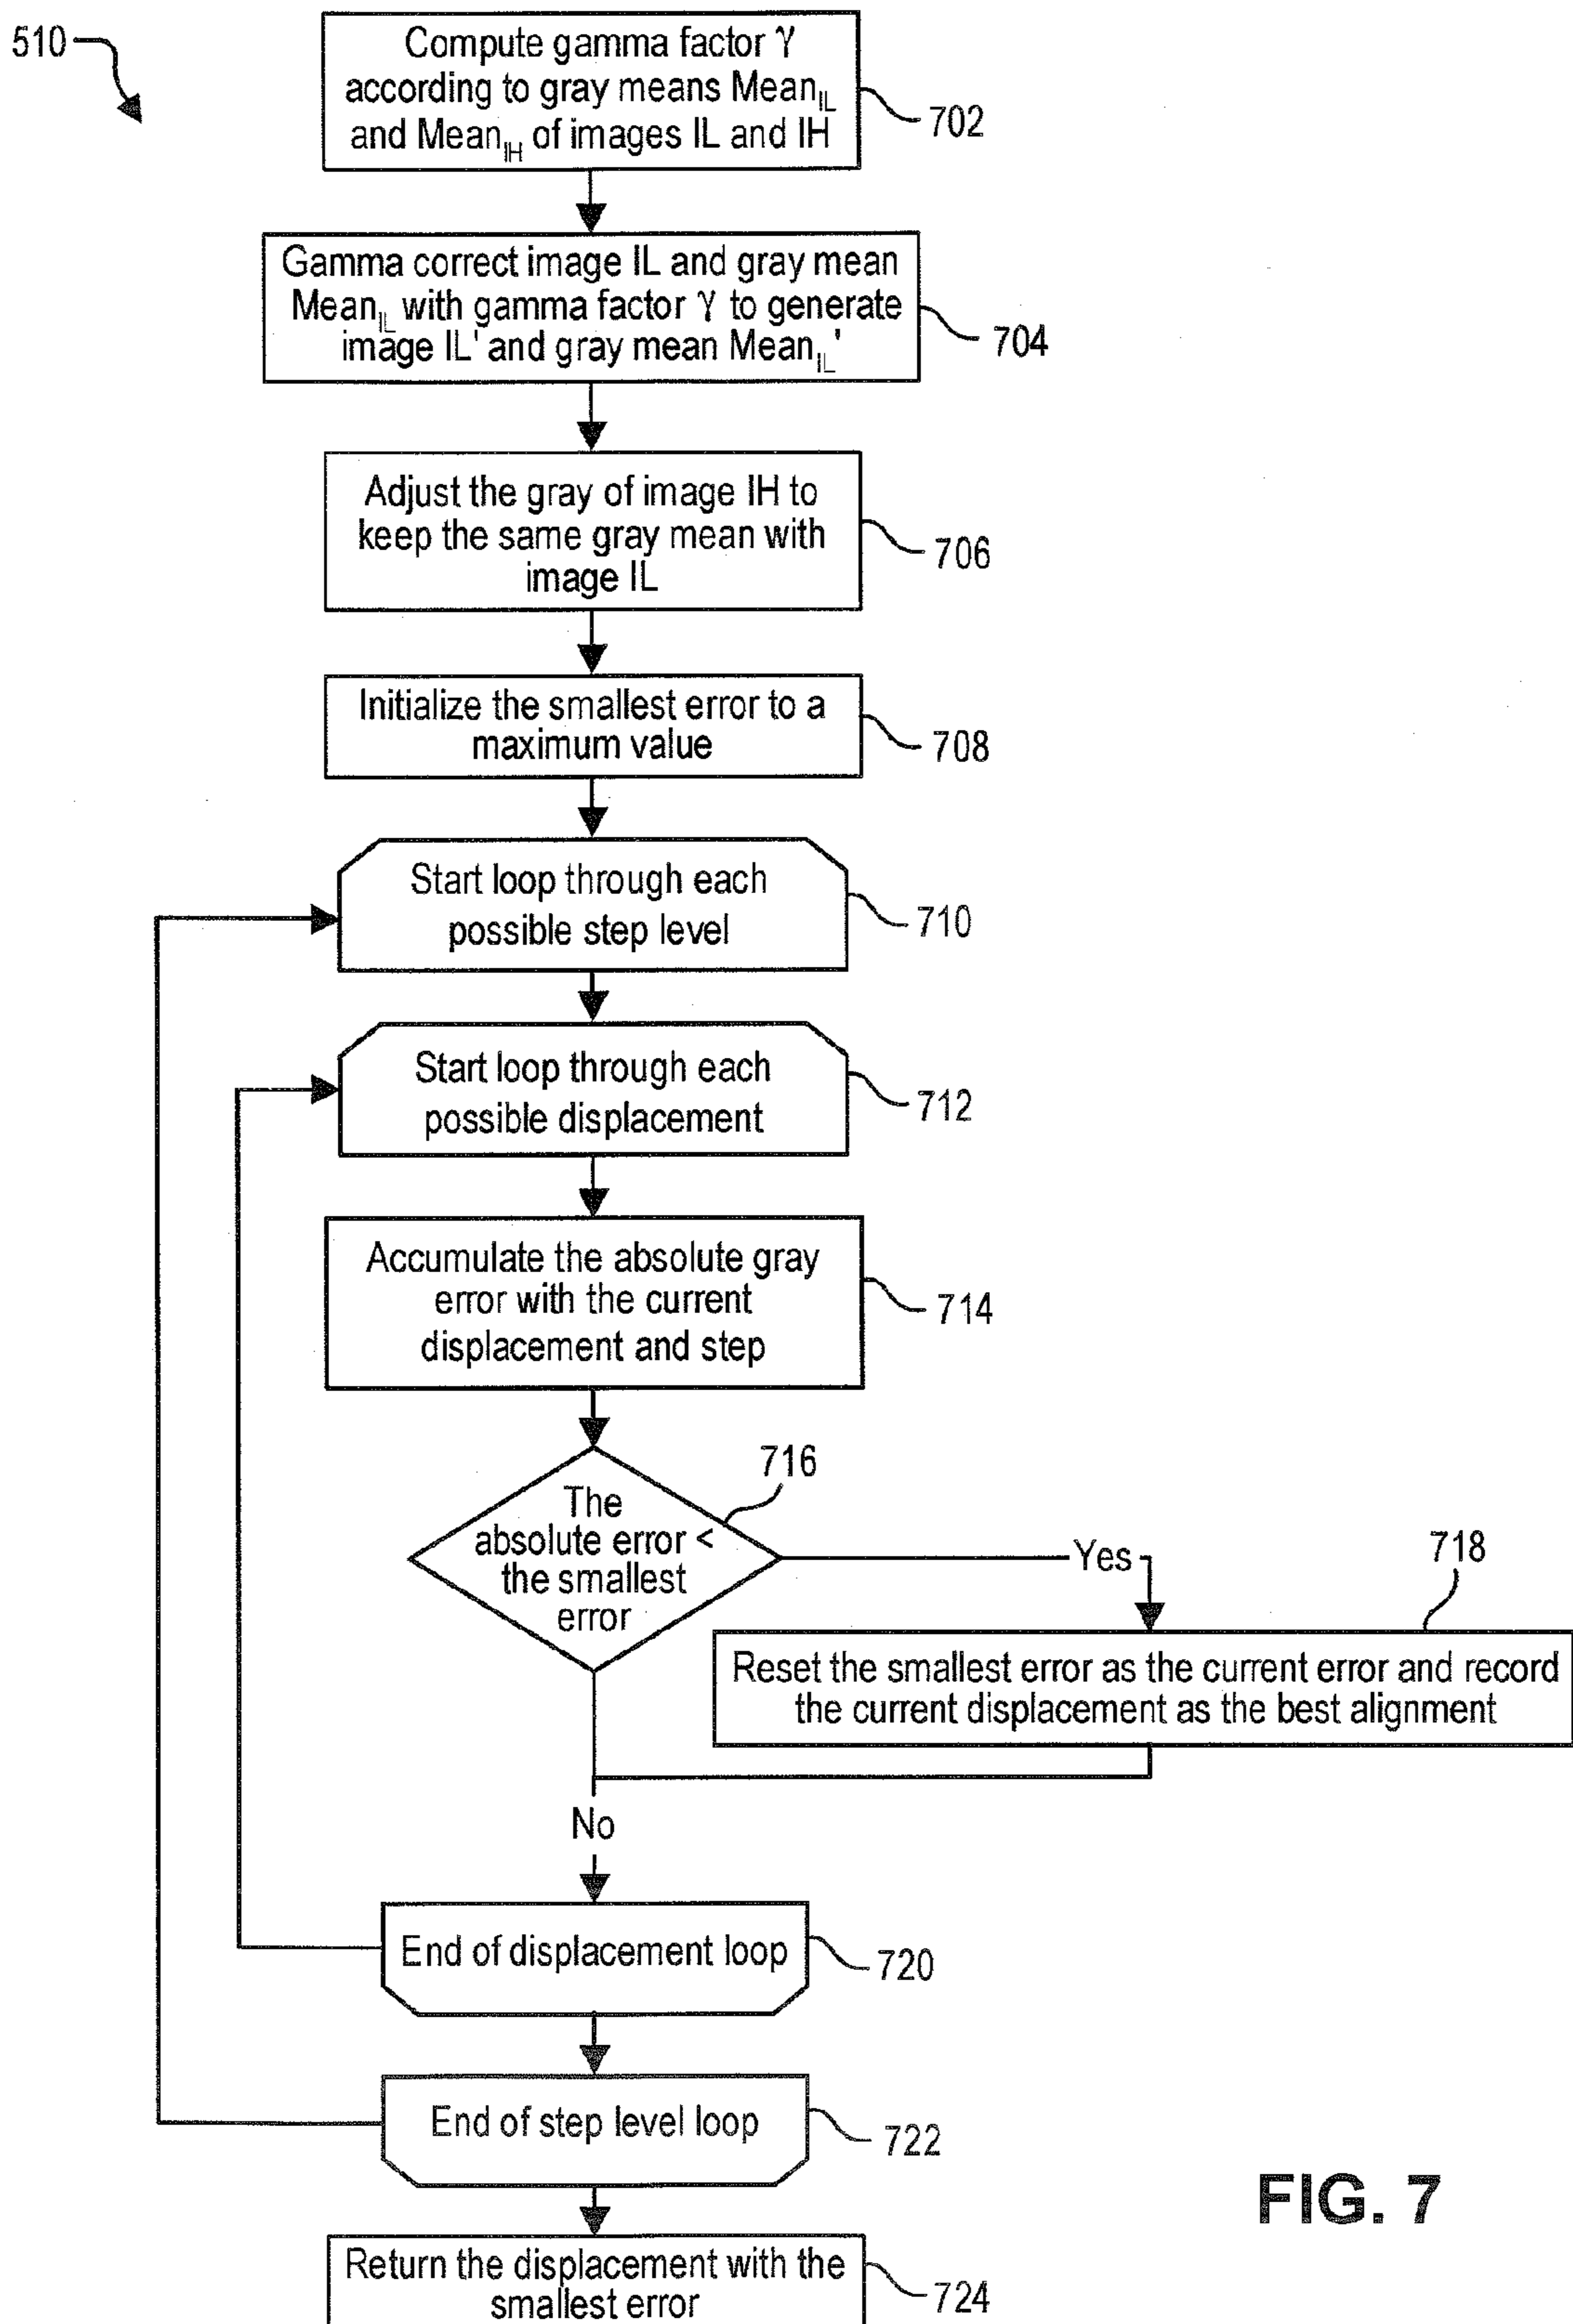 510
Compute gamma factor γ
according to gray means Mean_IL
and Mean_IH of images IL and IH
702
Gamma correct image IL and gray mean
Mean_IL with gamma factor γ to generate
image IL' and gray mean Mean_IL'
704
Adjust the gray of image IH to
keep the same gray mean with
image IL
706
Initialize the smallest error to a
maximum value
708
Start loop through each
possible step level
710
Start loop through each
possible displacement
712
Accumulate the absolute gray
error with the current
displacement and step
714
The
absolute error <
the smallest
error
716
Yes
718
Reset the smallest error as the current error and record
the current displacement as the best alignment
No
End of displacement loop
720
End of step level loop
722
Return the displacement with the
smallest error
724
FIG. 7